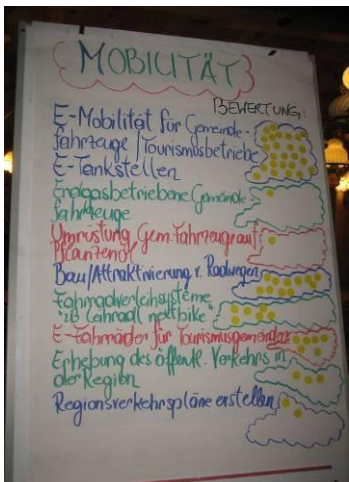 MOBILITÄT
BEWERTUNG:
E-Mobilität für Gemeinde-
fahrzeuge / Tourismusbetriebe
E-Tankstellen
Erdgasbetriebene Gemeinde-
fahrzeuge
Umrüstung Gem. Fahrzeuge auf
Pflanzenöl
Bau/Attraktivierung v. Radwegen
Fahrradverleihsysteme
"zB Leihradl nextbike"
E-Fahrräder für Tourismusgemeinden
Erhebung des öffentl. Verkehrs in
der Region
Regionsverkehrspläne erstellen